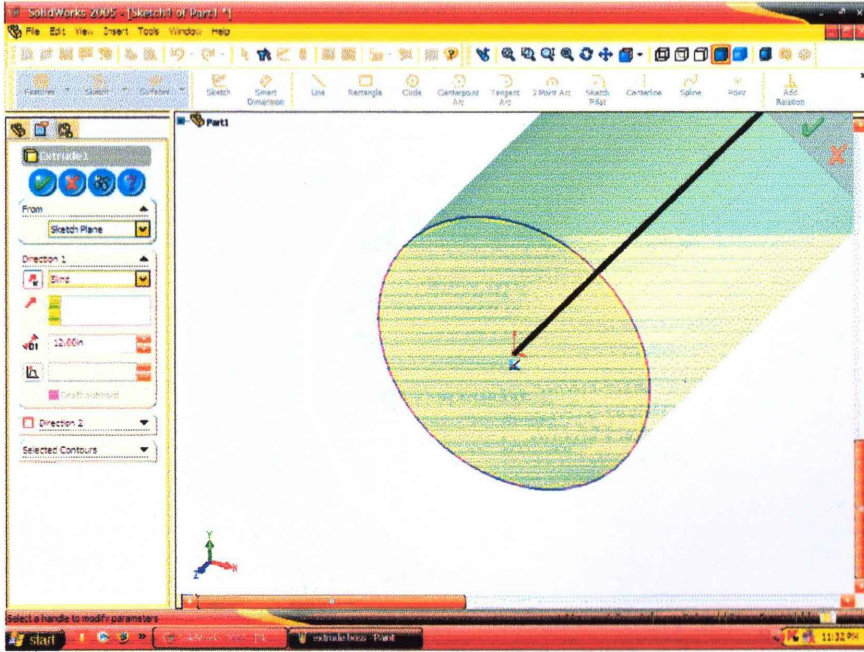 SolidWorks 2005 - [Sketch1 of Part1 *]
File Edit View Insert Tools Window Help
Features Sketch Surfaces Sketch Smart Dimension Line Rectangle Circle Centerpoint Arc Tangent Arc 3 Point Arc Sketch Fillet Centerline Spline Point Add Relation
Part1
Extrude1
From
Sketch Plane
Direction 1
Blind
D1
12.00in
Draft outward
Direction 2
Selected Contours
Y
X
Z
Select a handle to modify parameters
start
extrude boss - Paint
11:32 PM